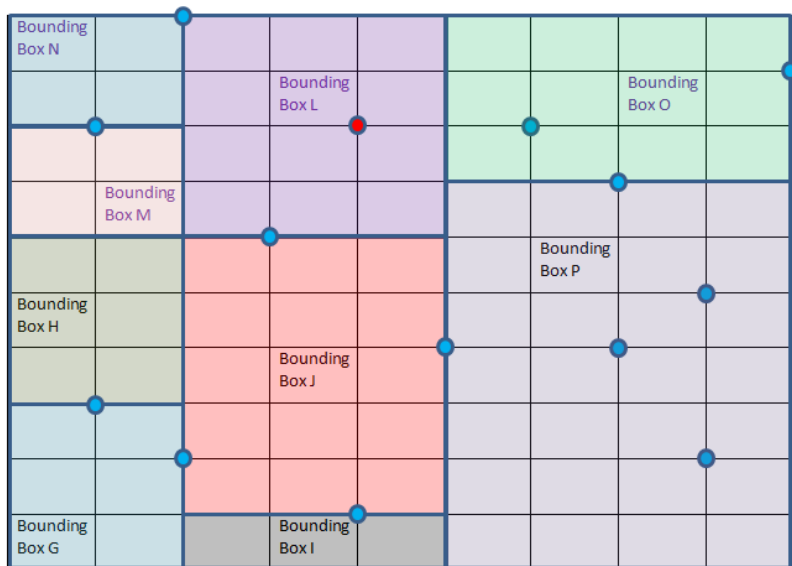 Bounding
Box N
Bounding
Box L
Bounding
Box O
Bounding
Box M
Bounding
Box P
Bounding
Box H
Bounding
Box J
Bounding
Box G
Bounding
Box I